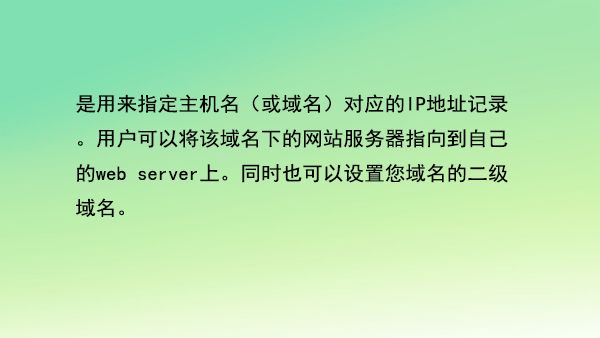 是用来指定主机名（或域名）对应的IP地址记录
。用户可以将该域名下的网站服务器指向到自己
的web server上。同时也可以设置您域名的二级
域名。